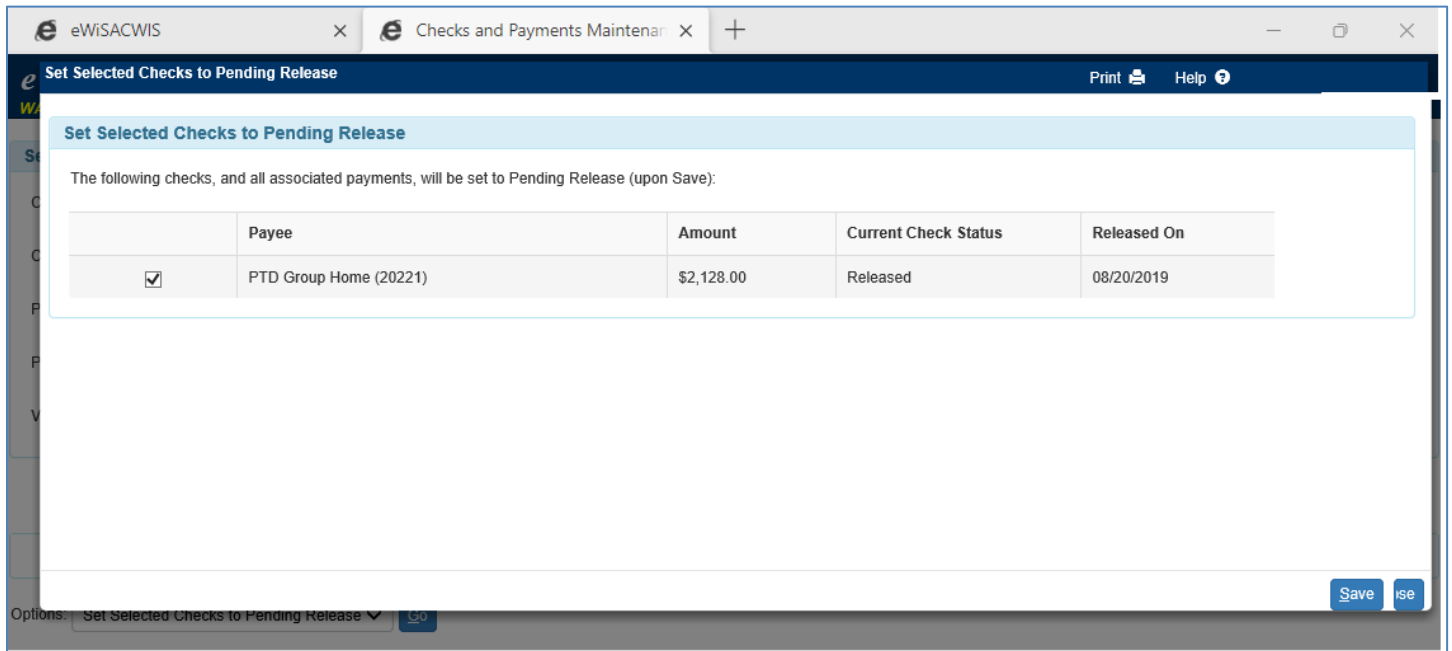 eWiSACWIS
Checks and Payments Maintenan
Set Selected Checks to Pending Release
Print
Help
e
WA
Set Selected Checks to Pending Release
Se
The following checks, and all associated payments, will be set to Pending Release (upon Save):
C
Payee Amount Current Check Status Released On
C
PTD Group Home (20221) $2,128.00 Released 08/20/2019
P
P
V
Save
se
Options: Set Selected Checks to Pending Release Go